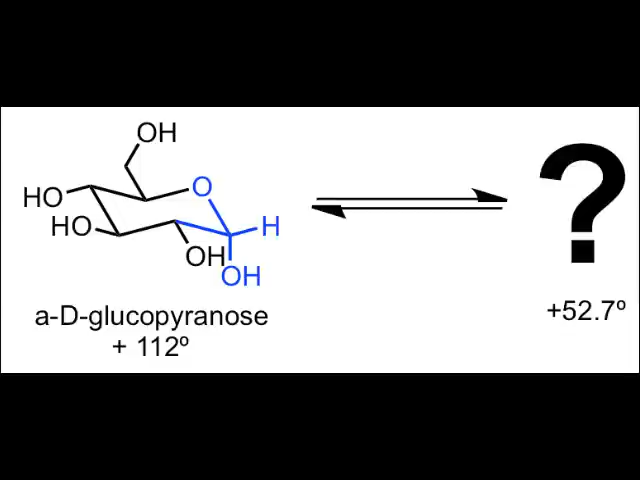 OH
HO
O
HO
H
OH
OH
?
a-D-glucopyranose
+ 112º
+52.7º